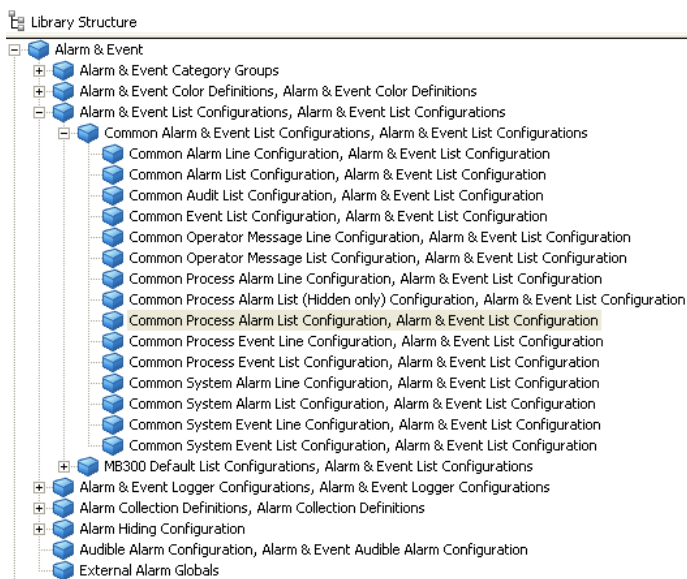 Library Structure
Alarm & Event
Alarm & Event Category Groups
Alarm & Event Color Definitions, Alarm & Event Color Definitions
Alarm & Event List Configurations, Alarm & Event List Configurations
Common Alarm & Event List Configurations, Alarm & Event List Configurations
Common Alarm Line Configuration, Alarm & Event List Configuration
Common Alarm List Configuration, Alarm & Event List Configuration
Common Audit List Configuration, Alarm & Event List Configuration
Common Event List Configuration, Alarm & Event List Configuration
Common Operator Message Line Configuration, Alarm & Event List Configuration
Common Operator Message List Configuration, Alarm & Event List Configuration
Common Process Alarm Line Configuration, Alarm & Event List Configuration
Common Process Alarm List (Hidden only) Configuration, Alarm & Event List Configuration
Common Process Alarm List Configuration, Alarm & Event List Configuration
Common Process Event Line Configuration, Alarm & Event List Configuration
Common Process Event List Configuration, Alarm & Event List Configuration
Common System Alarm Line Configuration, Alarm & Event List Configuration
Common System Alarm List Configuration, Alarm & Event List Configuration
Common System Event Line Configuration, Alarm & Event List Configuration
Common System Event List Configuration, Alarm & Event List Configuration
MB300 Default List Configurations, Alarm & Event List Configurations
Alarm & Event Logger Configurations, Alarm & Event Logger Configurations
Alarm Collection Definitions, Alarm Collection Definitions
Alarm Hiding Configuration
Audible Alarm Configuration, Alarm & Event Audible Alarm Configuration
External Alarm Globals